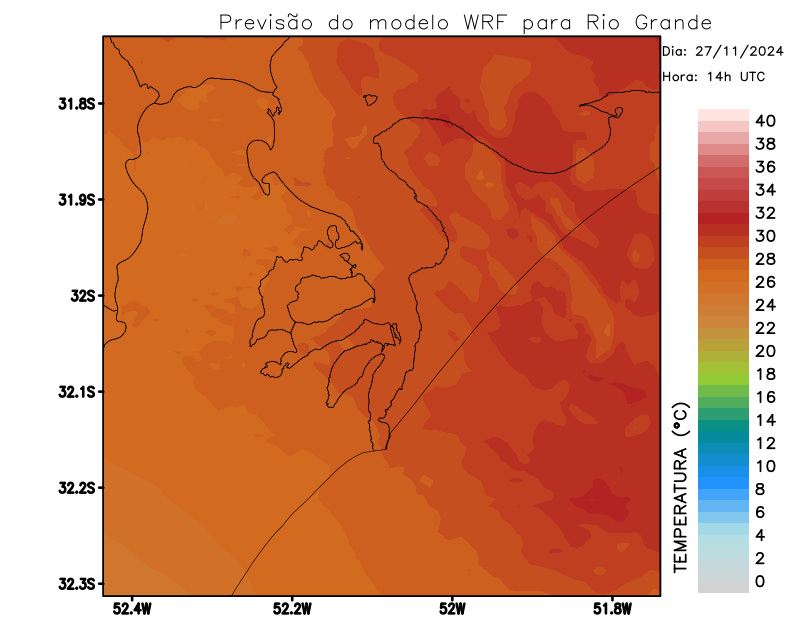 Previsão do modelo WRF para Rio Grande
Dia: 27/11/2024
Hora: 14h UTC
31.8S
31.9S
32S
32.1S
32.2S
32.3S
52.4W
52.2W
52W
51.8W
TEMPERATURA (°C)
40
38
36
34
32
30
28
26
24
22
20
18
16
14
12
10
8
6
4
2
0